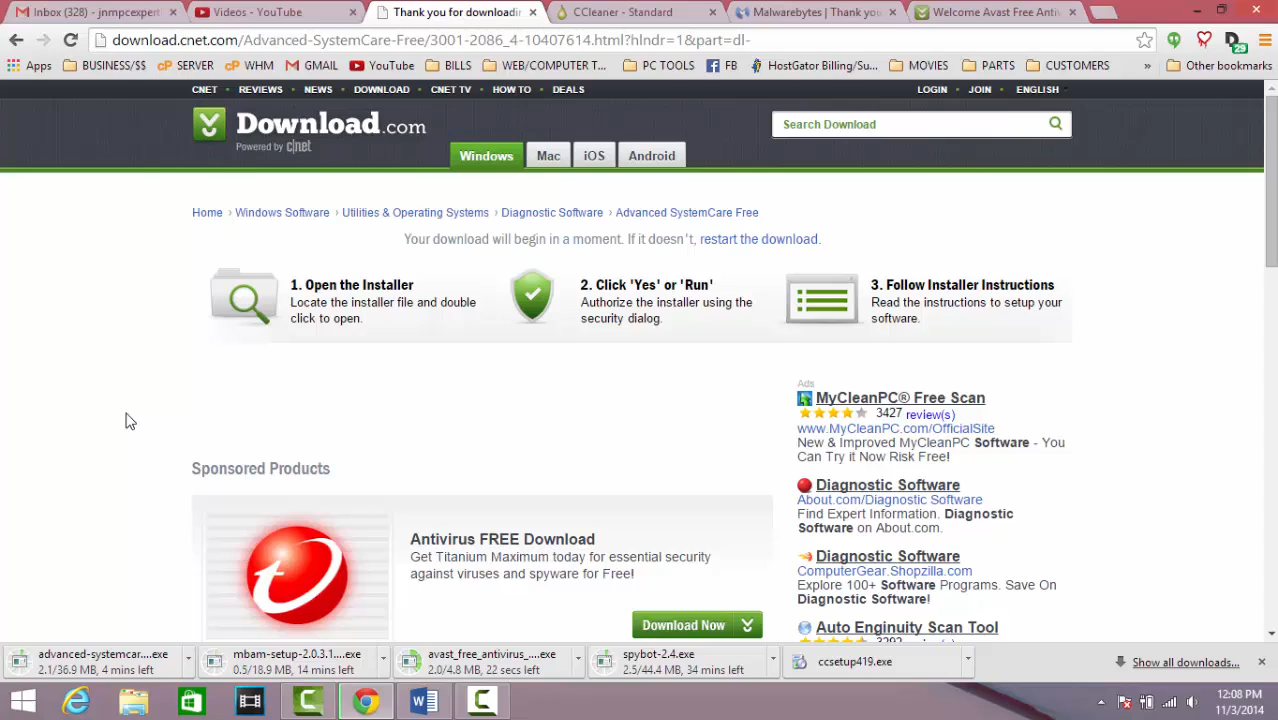 Inbox (328) - jnmpcexpert
Videos - YouTube
Thank you for downloadin
CCleaner - Standard
Malwarebytes | Thank you
Welcome Avast Free Anti
download.cnet.com/Advanced-SystemCare-Free/3001-2086_4-10407614.html?hlndr=1&part=dl-
29
Apps
BUSINESS/$$
cP SERVER
cP WHM
GMAIL
YouTube
BILLS
WEB/COMPUTER T...
PC TOOLS
FB
HostGator Billing/Su...
MOVIES
PARTS
CUSTOMERS
»
Other bookmarks
CNET • REVIEWS • NEWS • DOWNLOAD • CNET TV • HOW TO • DEALS
LOGIN • JOIN • ENGLISH
Download.com
Powered by c|net
Search Download
Windows
Mac
iOS
Android
Home › Windows Software › Utilities & Operating Systems › Diagnostic Software › Advanced SystemCare Free
Your download will begin in a moment. If it doesn't, restart the download.
1. Open the Installer
Locate the installer file and double
click to open.
2. Click 'Yes' or 'Run'
Authorize the installer using the
security dialog.
3. Follow Installer Instructions
Read the instructions to setup your
software.
Ads
MyCleanPC® Free Scan
3427 review(s)
www.MyCleanPC.com/OfficialSite
New & Improved MyCleanPC Software - You
Can Try it Now Risk Free!
Diagnostic Software
About.com/Diagnostic Software
Find Expert Information. Diagnostic
Software on About.com.
Diagnostic Software
ComputerGear.Shopzilla.com
Explore 100+ Software Programs. Save On
Diagnostic Software!
Auto Enginuity Scan Tool
Sponsored Products
Antivirus FREE Download
Get Titanium Maximum today for essential security
against viruses and spyware for Free!
Download Now
advanced-systemcar....exe
2.1/36.9 MB, 4 mins left
mbam-setup-2.0.3.1....exe
0.5/18.9 MB, 14 mins left
avast_free_antivirus_....exe
2.0/4.8 MB, 22 secs left
spybot-2.4.exe
2.5/44.4 MB, 34 mins left
ccsetup419.exe
Show all downloads...
12:08 PM
11/3/2014